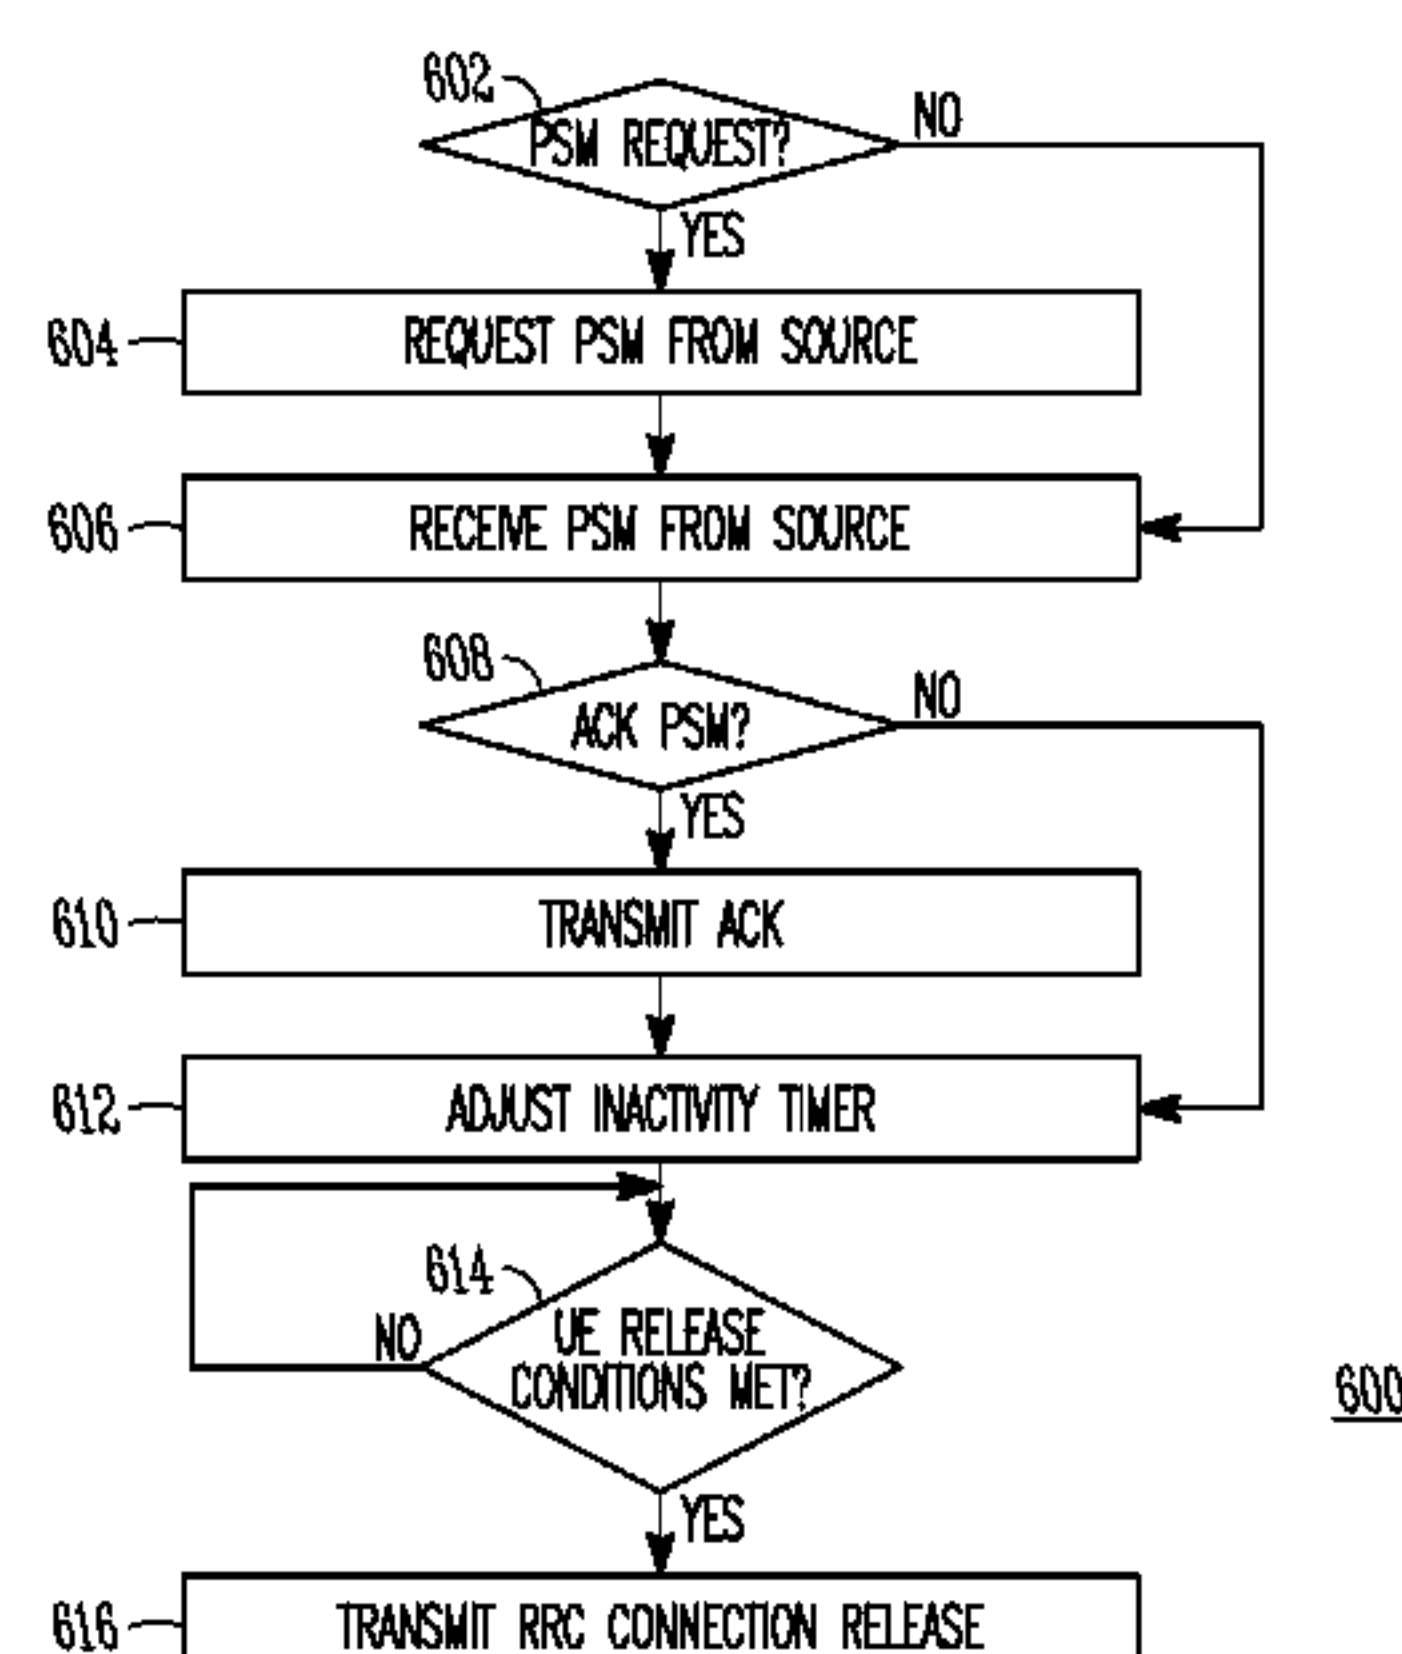 602
PSM REQUEST?
NO
YES
604
REQUEST PSM FROM SOURCE
606
RECEIVE PSM FROM SOURCE
608
ACK PSM?
NO
YES
610
TRANSMIT ACK
612
ADJUST INACTIVITY TIMER
614
UE RELEASE
CONDITIONS MET?
NO
600
YES
616
TRANSMIT RRC CONNECTION RELEASE